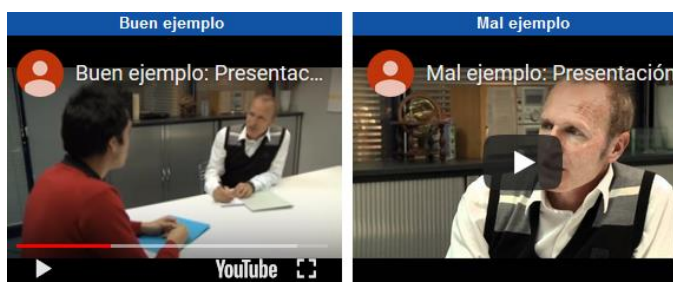 Buen ejemplo
Buen ejemplo: Presentac...
YouTube
Mal ejemplo
Mal ejemplo: Presentación